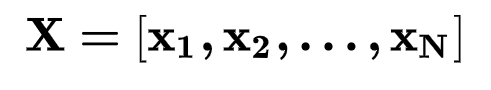 X = [x₁, x₂, . . . , x_N]